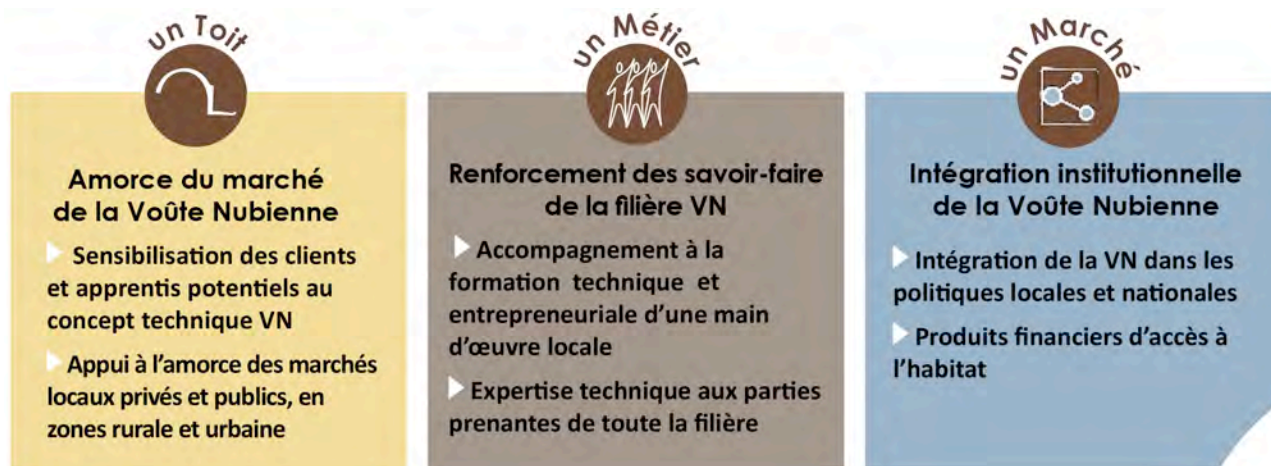 un Toit
Amorce du marché
de la Voûte Nubienne
Sensibilisation des clients
et apprentis potentiels au
concept technique VN
Appui à l’amorce des marchés
locaux privés et publics, en
zones rurale et urbaine
un Métier
Renforcement des savoir-faire
de la filière VN
Accompagnement à la
formation technique et
entrepreneuriale d’une main
d’œuvre locale
Expertise technique aux parties
prenantes de toute la filière
un Marché
Intégration institutionnelle
de la Voûte Nubienne
Intégration de la VN dans les
politiques locales et nationales
Produits financiers d’accès à
l’habitat